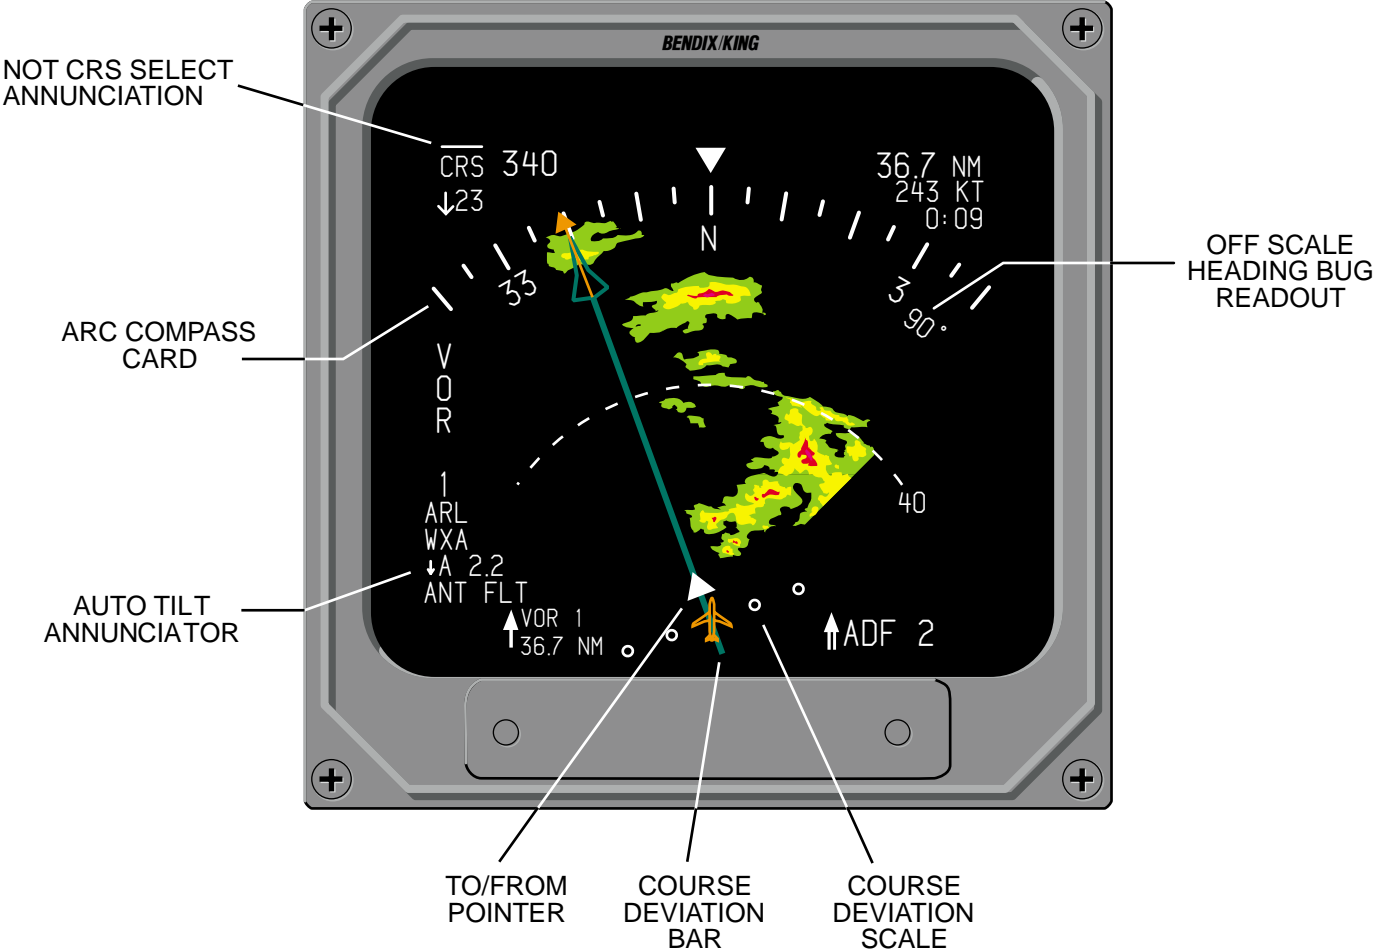 BENDIX/KING
NOT CRS SELECT
ANNUNCIATION
CRS 340
↓23
36.7 NM
243 KT
0:09
N
33
3
90°
OFF SCALE
HEADING BUG
READOUT
ARC COMPASS
CARD
V
O
R
1
ARL
WXA
↓A 2.2
ANT FLT
40
AUTO TILT
ANNUNCIATOR
VOR 1
36.7 NM
ADF 2
TO/FROM
POINTER
COURSE
DEVIATION
BAR
COURSE
DEVIATION
SCALE